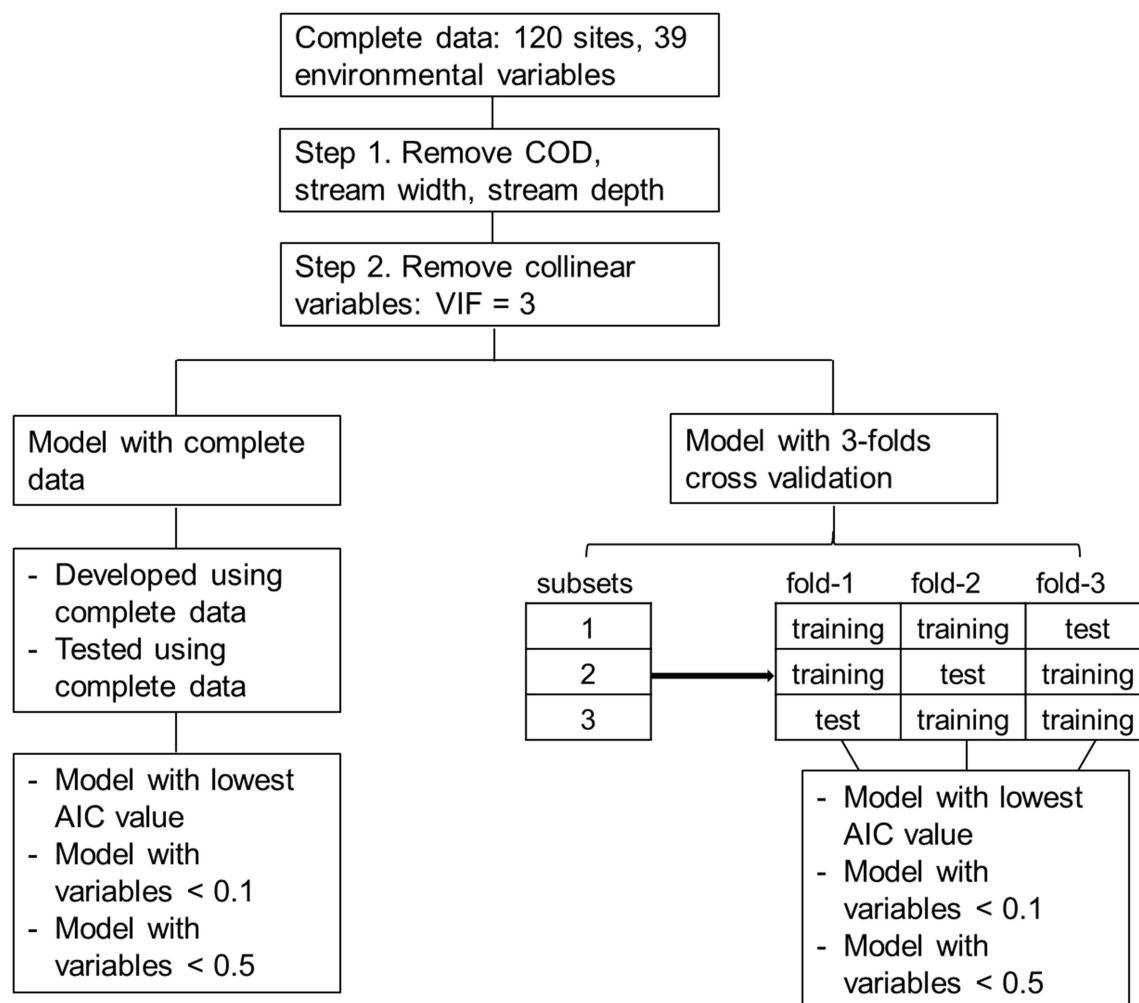 Complete data: 120 sites, 39
environmental variables
Step 1. Remove COD,
stream width, stream depth
Step 2. Remove collinear
variables: VIF = 3
Model with complete
data
- Developed using
complete data
- Tested using
complete data
- Model with lowest
AIC value
- Model with
variables < 0.1
- Model with
variables < 0.5
Model with 3-folds
cross validation
subsets fold-1 fold-2 fold-3
1 training training test
2 training test training
3 test training training
- Model with lowest
AIC value
- Model with
variables < 0.1
- Model with
variables < 0.5